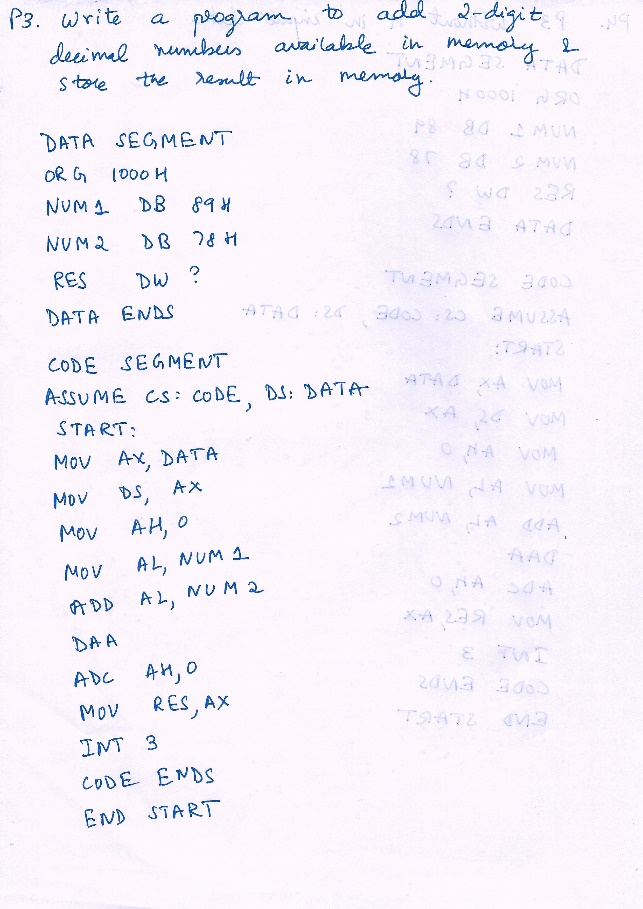 P3. Write a program to add 2-digit
decimal numbers available in memory &
store the result in memory.
DATA SEGMENT
ORG 1000H
NUM1 DB 89H
NUM2 DB 78H
RES DW ?
DATA ENDS
CODE SEGMENT
ASSUME CS: CODE, DS: DATA
START:
MOV AX, DATA
MOV DS, AX
MOV AH, 0
MOV AL, NUM1
ADD AL, NUM2
DAA
ADC AH, 0
MOV RES, AX
INT 3
CODE ENDS
END START